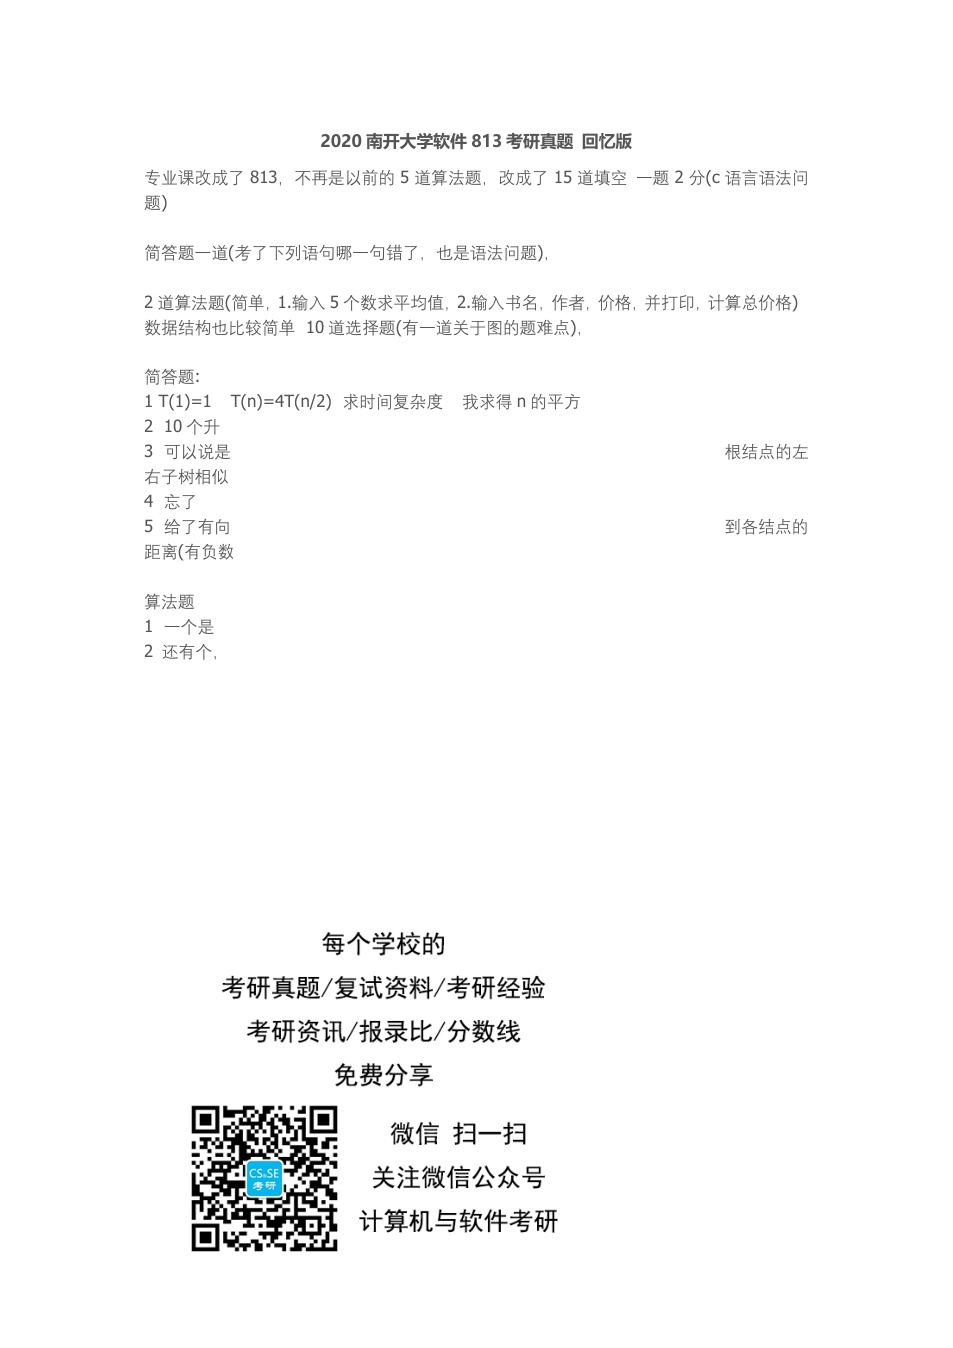 2020 南开大学软件 813 考研真题 回忆版
专业课改成了 813，不再是以前的 5 道算法题，改成了 15 道填空 一题 2 分(c 语言语法问
题)
简答题一道(考了下列语句哪一句错了，也是语法问题)，
2 道算法题(简单，1.输入 5 个数求平均值，2.输入书名，作者，价格，并打印，计算总价格)
数据结构也比较简单 10 道选择题(有一道关于图的题难点)，
简答题:
1 T(1)=1 T(n)=4T(n/2) 求时间复杂度 我求得 n 的平方
2 10 个升
3 可以说是 根结点的左
右子树相似
4 忘了
5 给了有向 到各结点的
距离(有负数
算法题
1 一个是
2 还有个，
每个学校的
考研真题/复试资料/考研经验
考研资讯/报录比/分数线
免费分享
微信 扫一扫
关注微信公众号
计算机与软件考研
CS&SE
考研